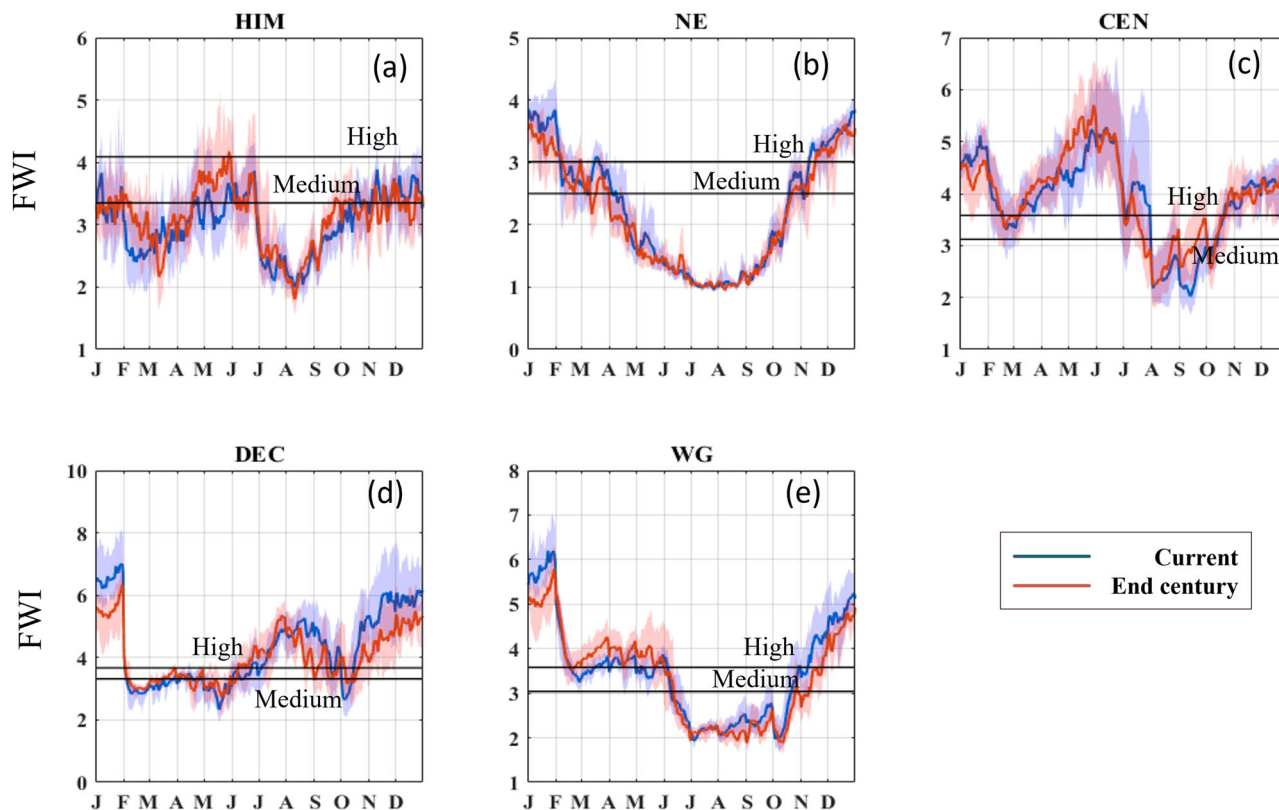 HIM
(a)
6
5
4
3
2
1
FWI
High
Medium
J F M A M J J A S O N D
NE
(b)
5
4
3
2
1
0
High
Medium
J F M A M J J A S O N D
CEN
(c)
7
6
5
4
3
2
1
High
Medium
J F M A M J J A S O N D
DEC
(d)
10
8
6
4
2
0
FWI
High
Medium
J F M A M J J A S O N D
WG
(e)
8
7
6
5
4
3
2
1
High
Medium
J F M A M J J A S O N D
Current
End century